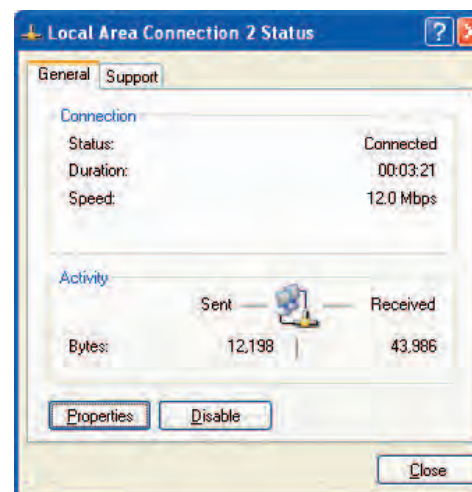 Local Area Connection 2 Status
General Support
Connection
Status: Connected
Duration: 00:03:21
Speed: 12.0 Mbps
Activity
Sent Received
Bytes: 12,198 43,986
Properties Disable
Close